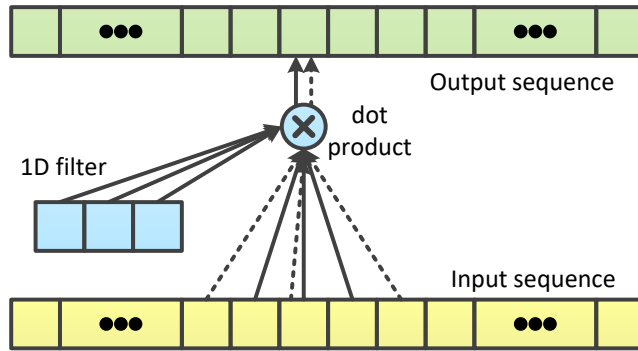 Output sequence
dot
product
1D filter
Input sequence